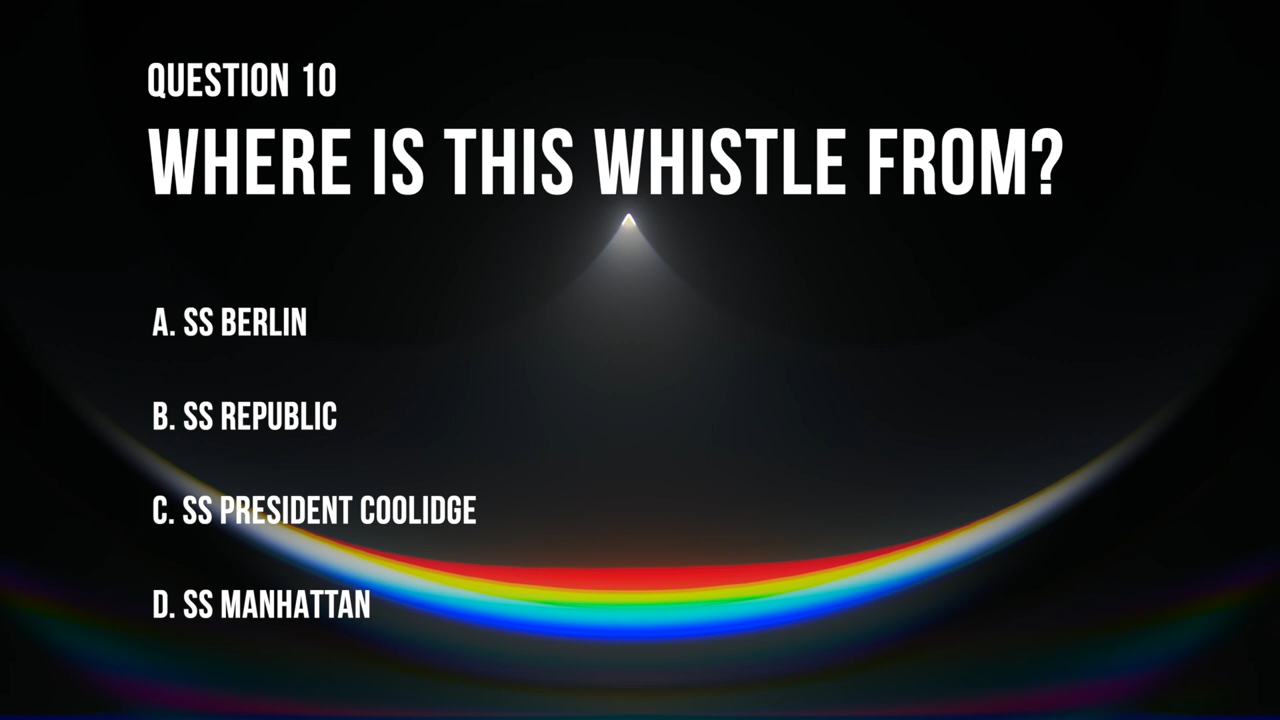 QUESTION 10
WHERE IS THIS WHISTLE FROM?
A. SS BERLIN
B. SS REPUBLIC
C. SS PRESIDENT COOLIDGE
D. SS MANHATTAN